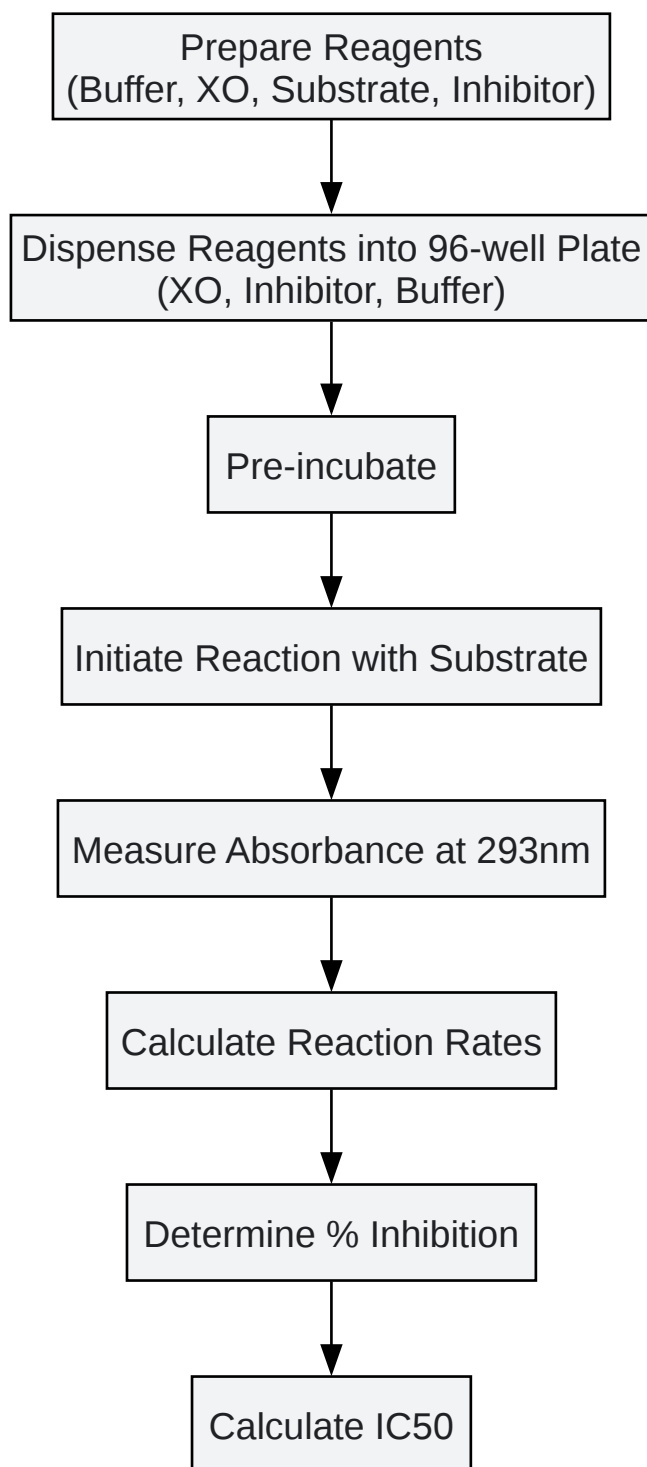 Prepare Reagents
(Buffer, XO, Substrate, Inhibitor)
Dispense Reagents into 96-well Plate
(XO, Inhibitor, Buffer)
Pre-incubate
Initiate Reaction with Substrate
Measure Absorbance at 293nm
Calculate Reaction Rates
Determine % Inhibition
Calculate IC50